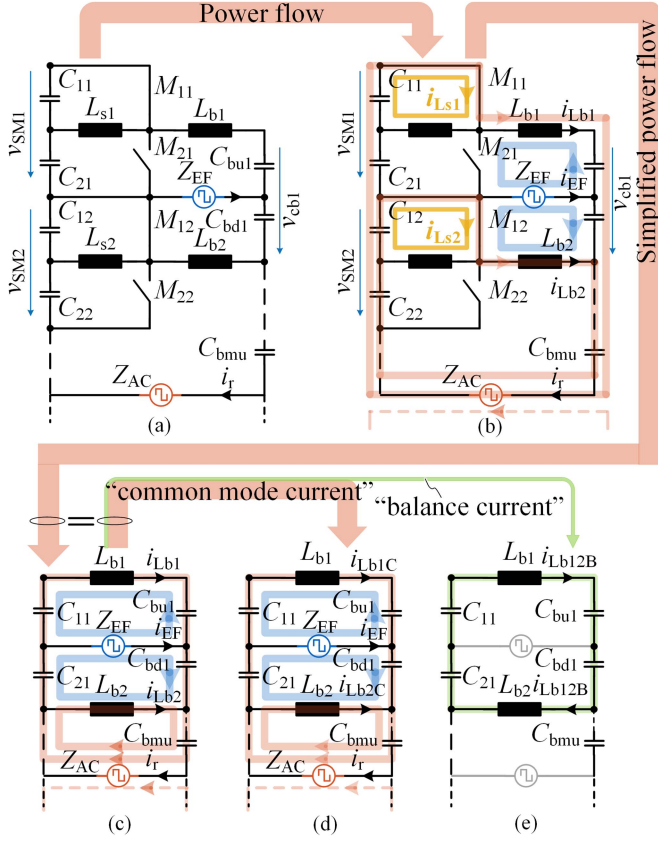 Power flow
Simplified power flow
C11
M11
Ls1
Lb1
vSM1
M21
Cbu1
C21
ZEF
vcb1
C12
M12
Cbd1
Ls2
Lb2
vSM2
C22
M22
Cbmu
ZAC
ir
(a)
C11
M11
iLs1
Lb1
iLb1
vSM1
M21
C21
ZEF
iEF
vcb1
C12
M12
iLs2
Lb2
vSM2
iLb2
C22
M22
Cbmu
ZAC
ir
(b)
“common mode current”
“balance current”
Lb1
iLb1
Cbu1
C11
ZEF
iEF
Cbd1
C21
Lb2
iLb2
Cbmu
ZAC
ir
(c)
Lb1
iLb1C
Cbu1
C11
ZEF
iEF
Cbd1
C21
Lb2
iLb2C
Cbmu
ZAC
ir
(d)
Lb1
iLb12B
C11
Cbu1
Cbd1
C21
Lb2
iLb12B
Cbmu
(e)